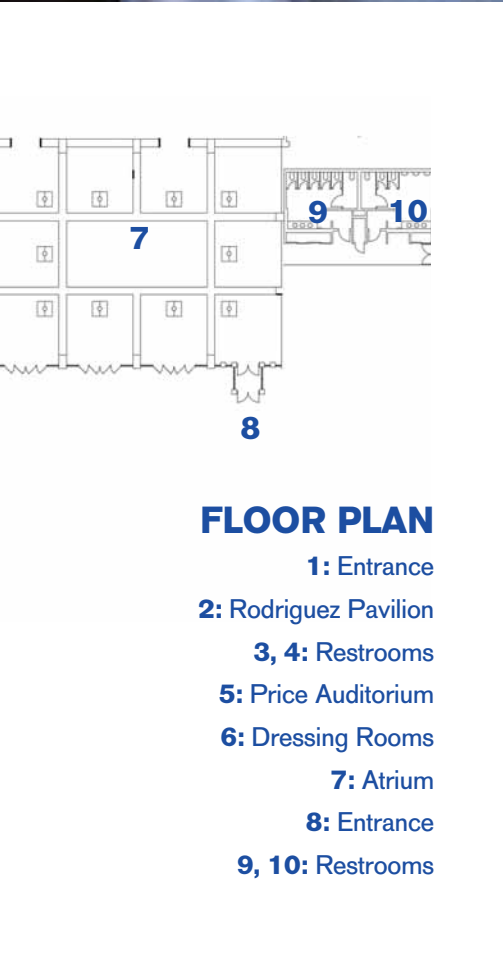 9
10
7
8
FLOOR PLAN
1: Entrance
2: Rodriguez Pavilion
3, 4: Restrooms
5: Price Auditorium
6: Dressing Rooms
7: Atrium
8: Entrance
9, 10: Restrooms